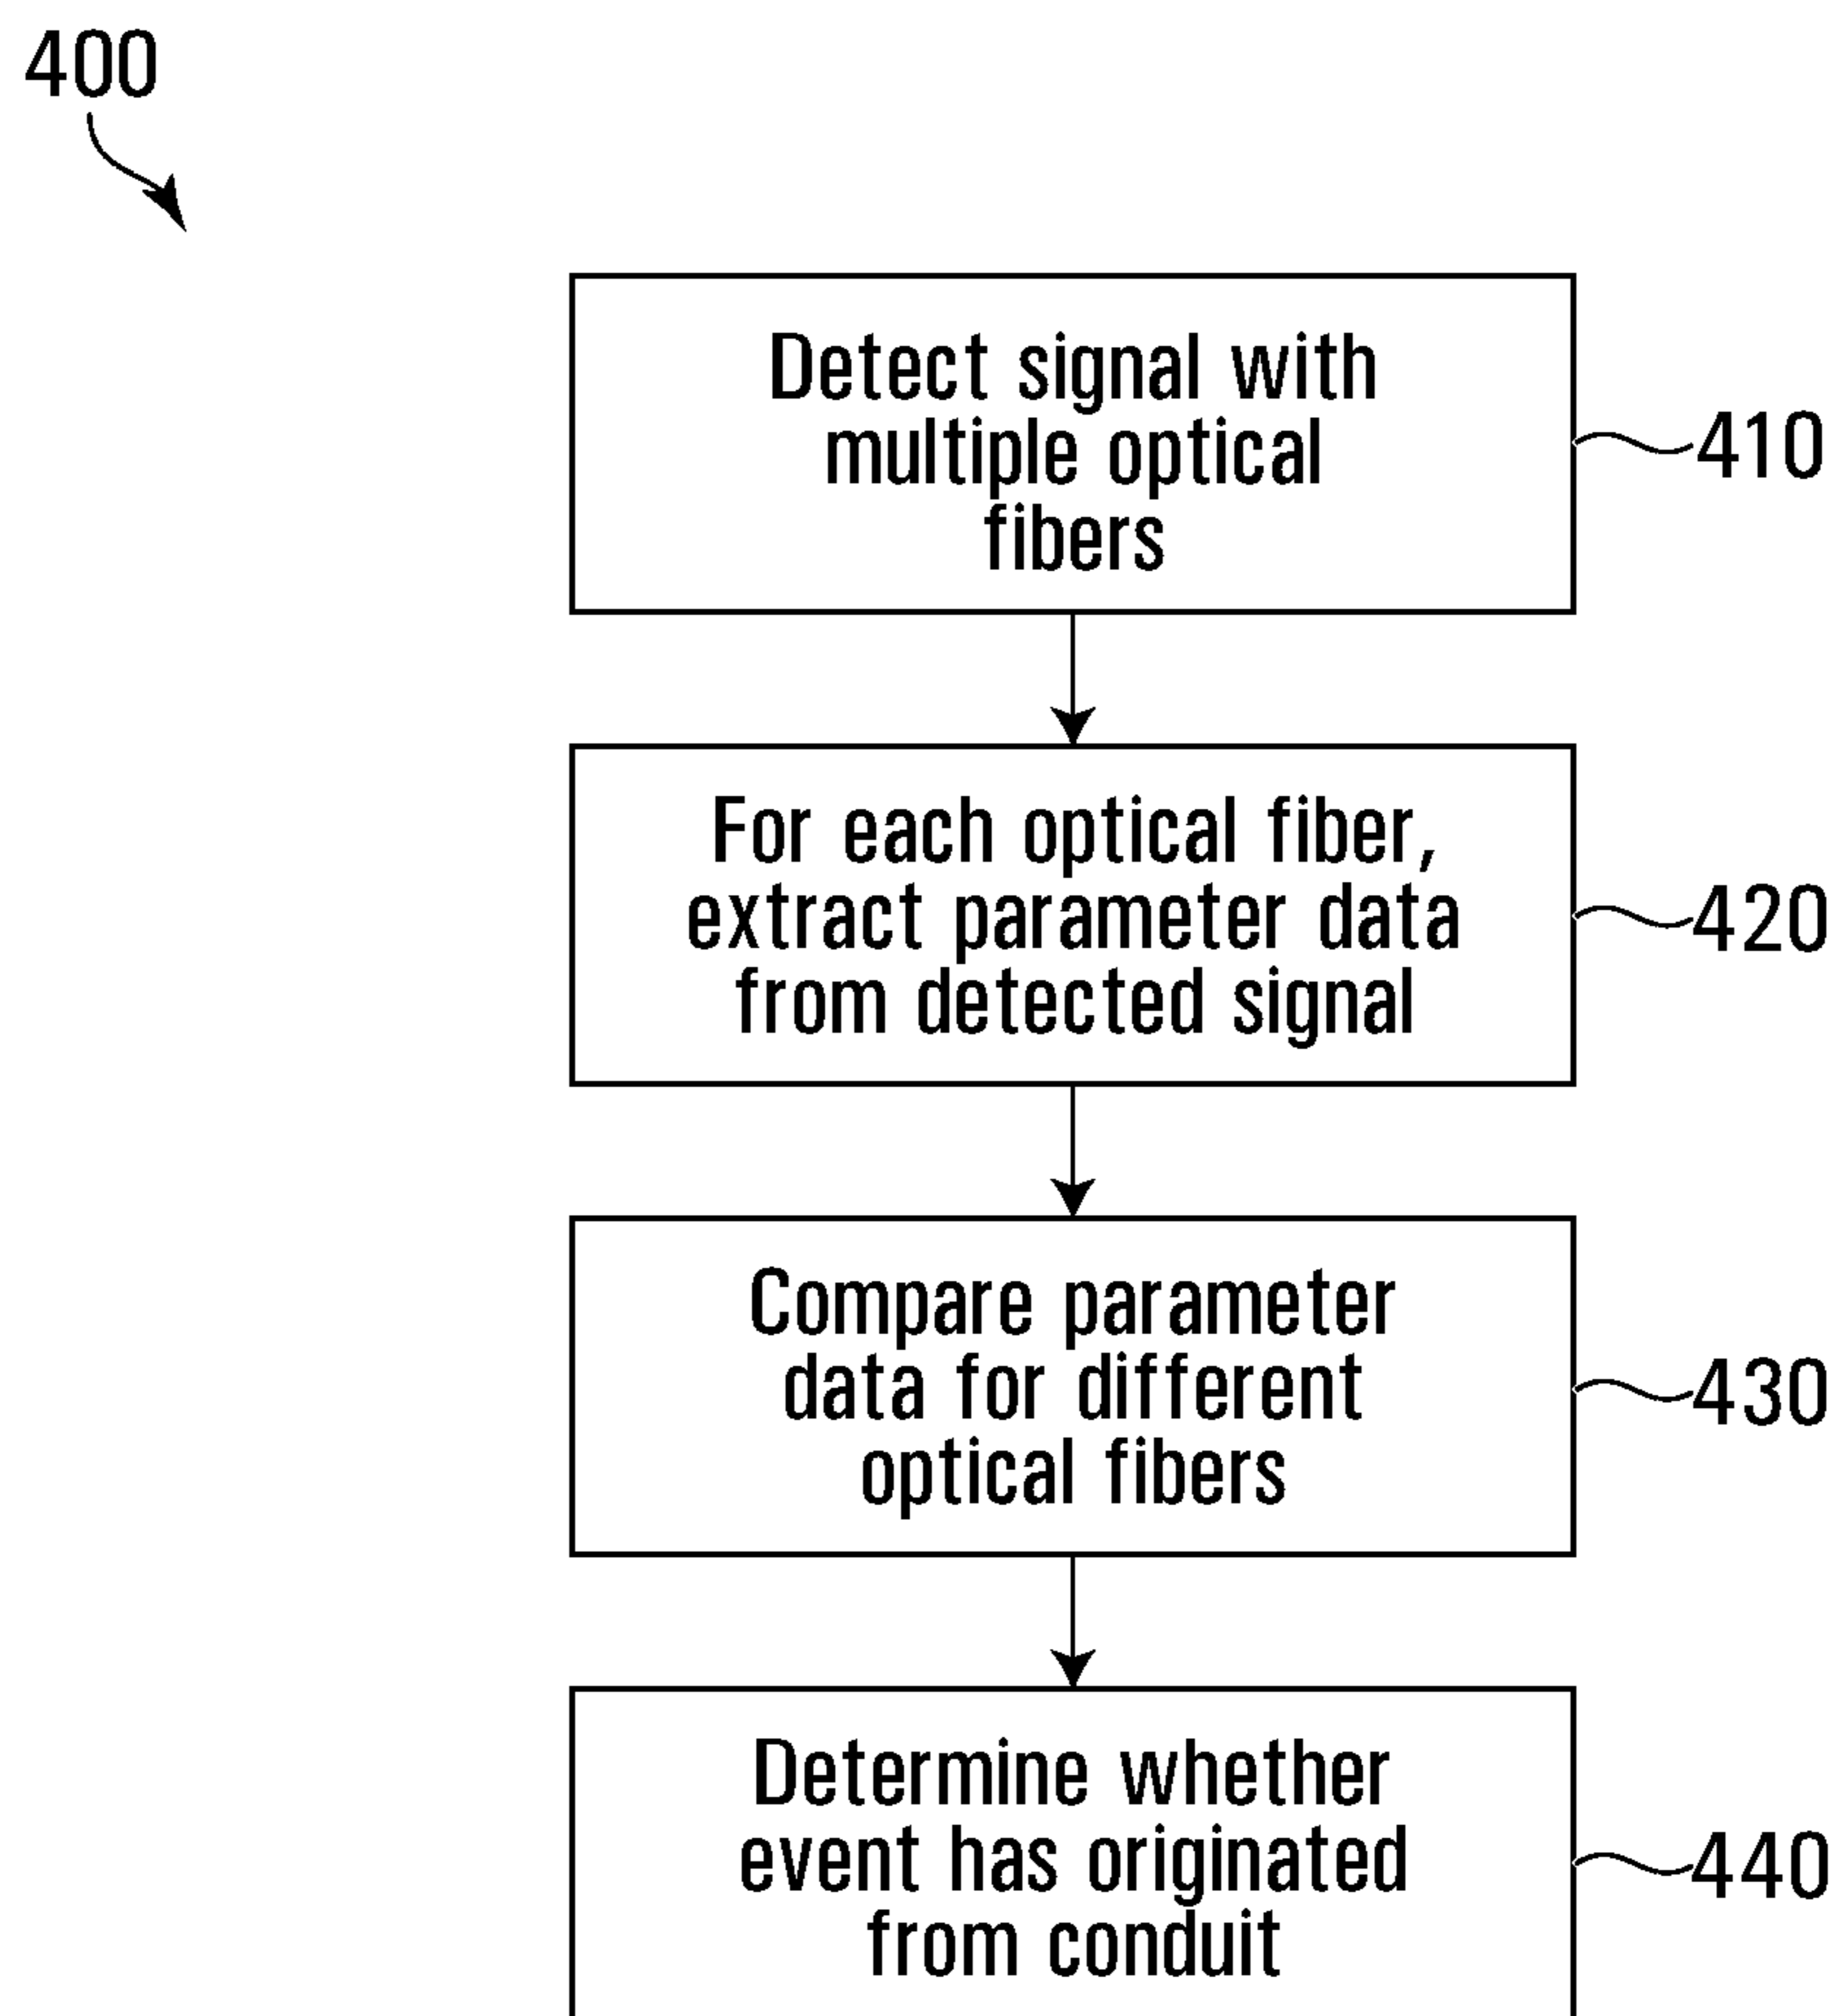 400
Detect signal with
multiple optical
fibers
410
For each optical fiber,
extract parameter data
from detected signal
420
Compare parameter
data for different
optical fibers
430
Determine whether
event has originated
from conduit
440